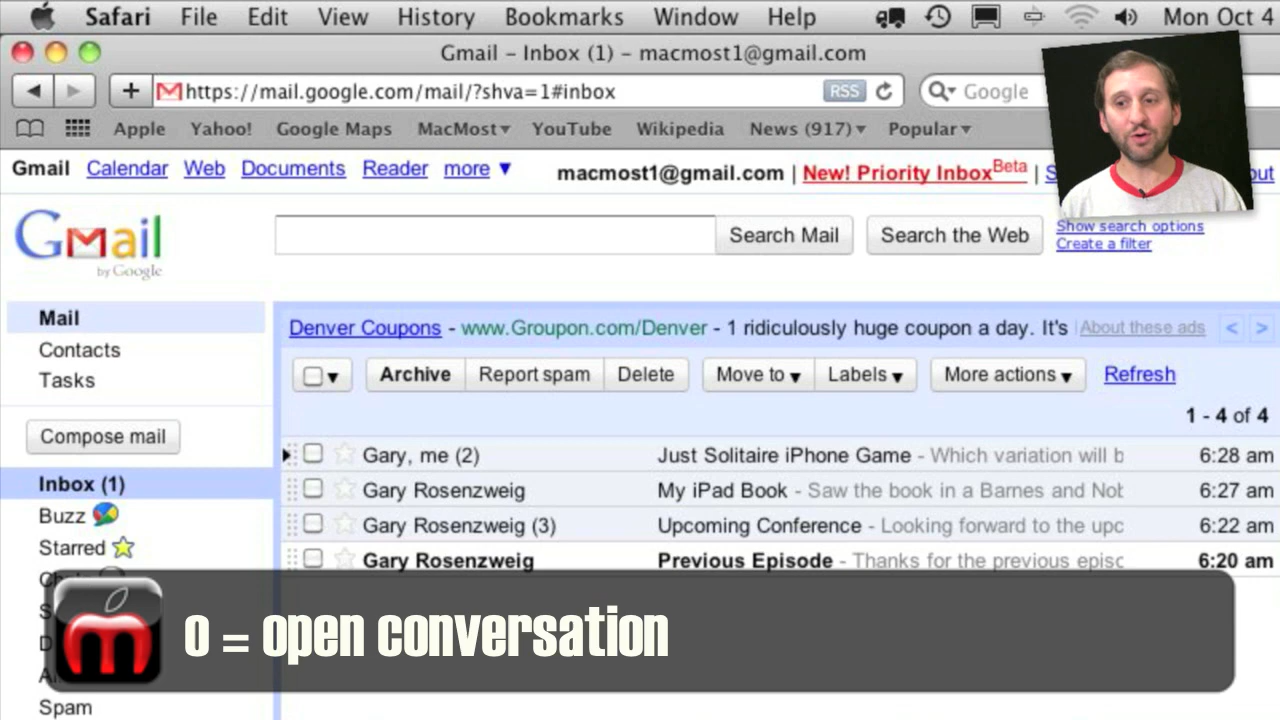 Safari File Edit View History Bookmarks Window Help Mon Oct 4
Gmail – Inbox (1) – macmost1@gmail.com
https://mail.google.com/mail/?shva=1#inbox RSS Google
Apple Yahoo! Google Maps MacMost▾ YouTube Wikipedia News (917)▾ Popular▾
Gmail Calendar Web Documents Reader more ▼ macmost1@gmail.com | New! Priority Inbox Beta |
Gmail
by Google
Search Mail Search the Web
Show search options
Create a filter
Mail
Contacts
Tasks
Compose mail
Inbox (1)
Buzz
Starred
Spam
Denver Coupons - www.Groupon.com/Denver - 1 ridiculously huge coupon a day. It's About these ads < >
Archive Report spam Delete Move to ▾ Labels ▾ More actions ▾ Refresh
1 - 4 of 4
Gary, me (2) Just Solitaire iPhone Game - Which variation will b 6:28 am
Gary Rosenzweig My iPad Book - Saw the book in a Barnes and Not 6:27 am
Gary Rosenzweig (3) Upcoming Conference - Looking forward to the upc 6:22 am
Gary Rosenzweig Previous Episode - Thanks for the previous episc 6:20 am
o = open conversation